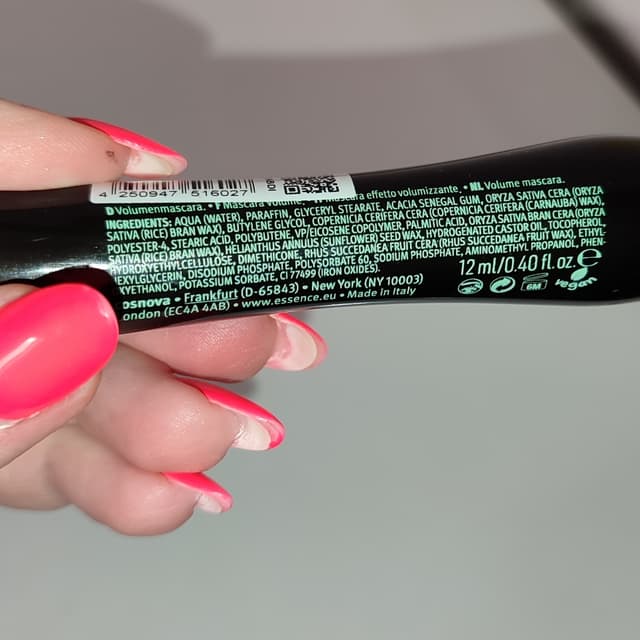 4 250947 516027
D Volumenmascara. • F Mascara effetto volumizzante. • NL Volume mascara.
INGREDIENTS: AQUA (WATER), PARAFFIN, GLYCERYL STEARATE, ACACIA SENEGAL GUM, ORYZA SATIVA CERA (ORYZA
SATIVA (RICE) BRAN WAX), BUTYLENE GLYCOL, COPERNICIA CERIFERA CERA (COPERNICIA CERIFERA (CARNAUBA) WAX),
POLYESTER-4, STEARIC ACID, POLYBUTENE, VP/EICOSENE COPOLYMER, PALMITIC ACID, ORYZA SATIVA BRAN CERA (ORYZA
SATIVA (RICE) BRAN WAX), HELIANTHUS ANNUUS (SUNFLOWER) SEED WAX, HYDROGENATED CASTOR OIL, TOCOPHEROL,
HYDROXYETHYLCELLULOSE, DIMETHICONE, RHUS SUCCEDANEA FRUIT CERA (RHUS SUCCEDANEA FRUIT WAX), ETHYL-
HEXYLGLYCERIN, DISODIUM PHOSPHATE, POLYSORBATE 60, SODIUM PHOSPHATE, AMINOMETHYL PROPANOL, PHEN-
OXYETHANOL, POTASSIUM SORBATE, CI 77499 (IRON OXIDES).
12 ml/0.40 fl.oz. e
cosnova • Frankfurt (D-65843) • New York (NY 10003)
London (EC4A 4AB) • www.essence.eu • Made in Italy
6M
vegan